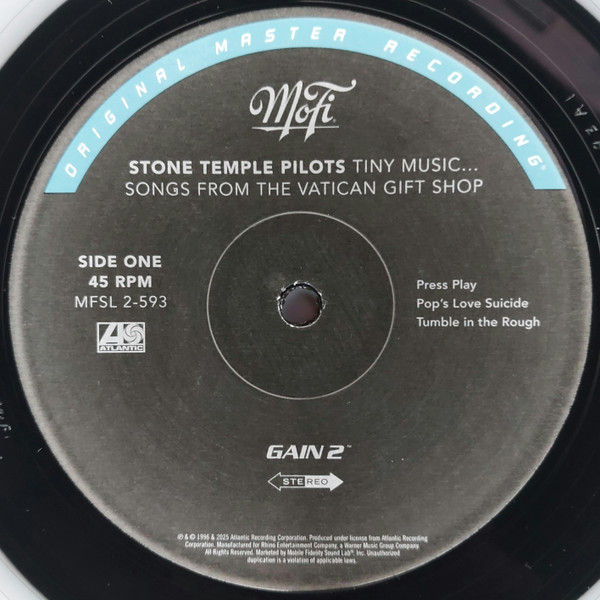 ORIGINAL MASTER RECORDING®
MoFi
STONE TEMPLE PILOTS TINY MUSIC...
SONGS FROM THE VATICAN GIFT SHOP
SIDE ONE
45 RPM
MFSL 2-593
ATLANTIC
Press Play
Pop's Love Suicide
Tumble in the Rough
GAIN 2™
STEREO
℗ & © 1996 & 2025 Atlantic Recording Corporation. Produced under license from Atlantic Recording
Corporation. Manufactured for Rhino Entertainment Company, a Warner Music Group Company.
All Rights Reserved. Marketed by Mobile Fidelity Sound Lab™, Inc. Unauthorized
duplication is a violation of applicable laws.